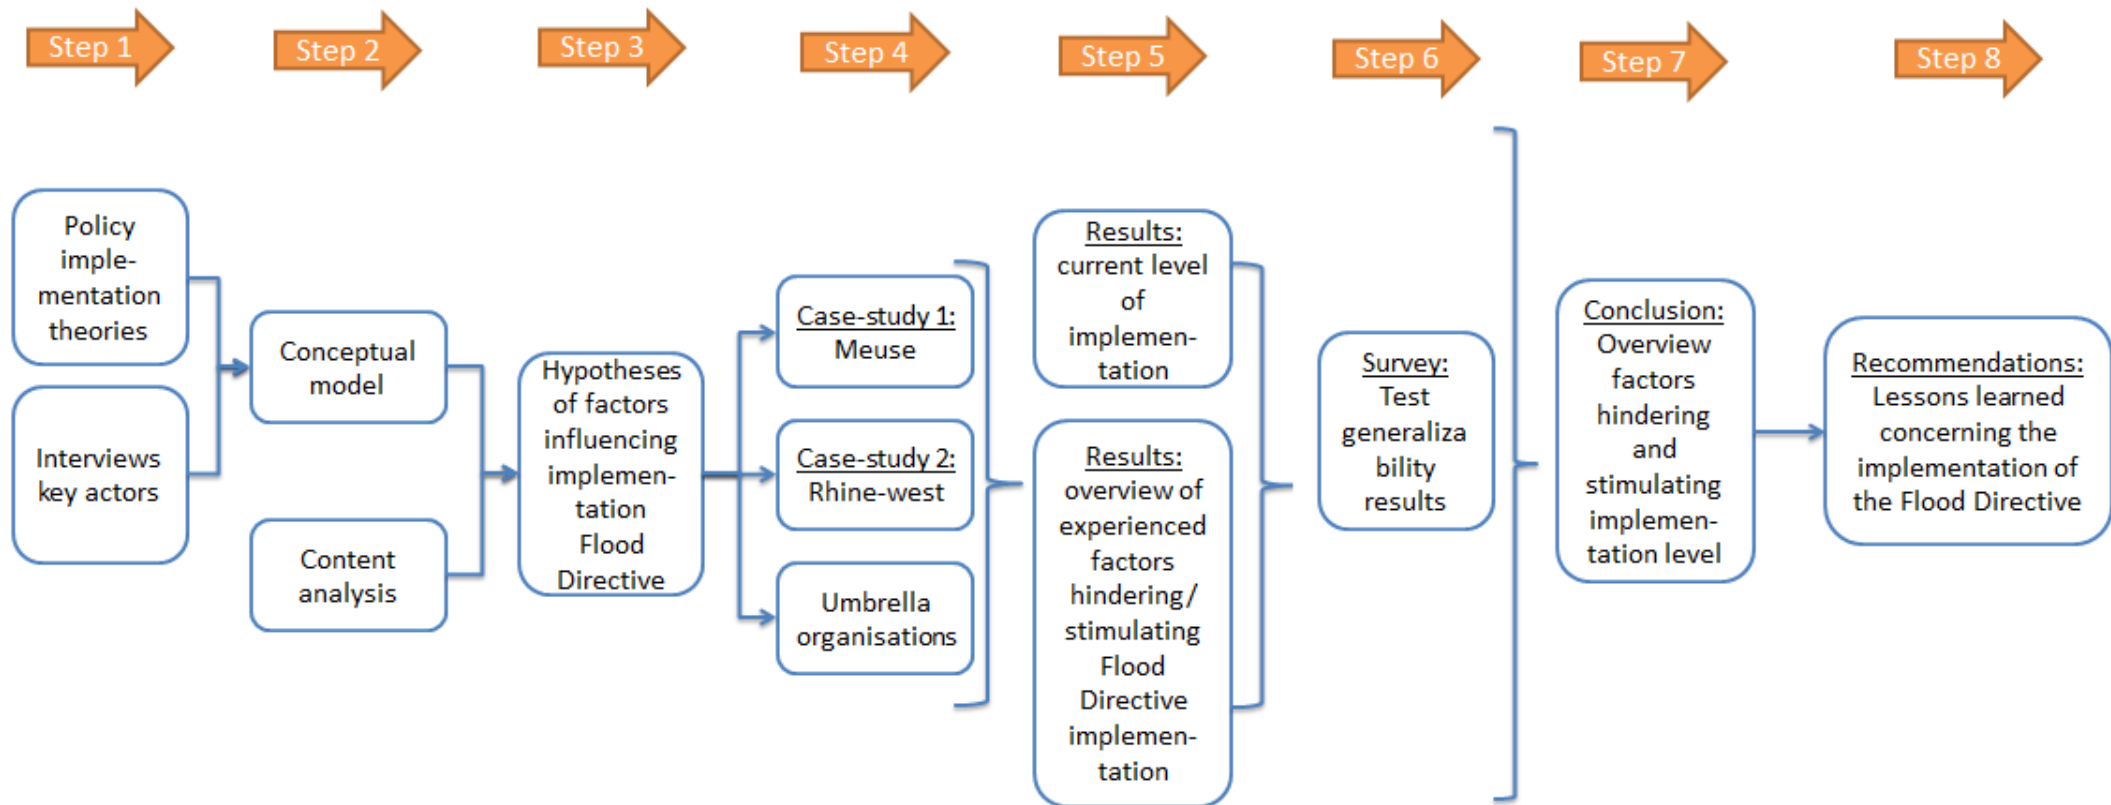 Step 1
Step 2
Step 3
Step 4
Step 5
Step 6
Step 7
Step 8
Policy
imple-
mentation
theories
Interviews
key actors
Conceptual
model
Content
analysis
Hypotheses
of factors
influencing
implemen-
tation
Flood
Directive
Case-study 1:
Meuse
Case-study 2:
Rhine-west
Umbrella
organisations
Results:
current level
of
implemen-
tation
Results:
overview of
experienced
factors
hindering/
stimulating
Flood
Directive
implemen-
tation
Survey:
Test
generaliza
bility
results
Conclusion:
Overview
factors
hindering
and
stimulating
implemen-
tation level
Recommendations:
Lessons learned
concerning the
implementation of
the Flood Directive